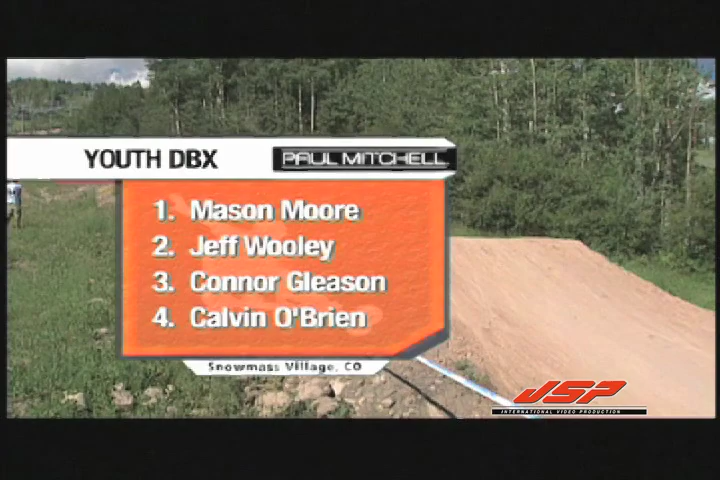 YOUTH DBX PAUL MITCHELL
1. Mason Moore
2. Jeff Wooley
3. Connor Gleason
4. Calvin O'Brien
Snowmass Village, CO
JSP
INTERNATIONAL VIDEO PRODUCTION